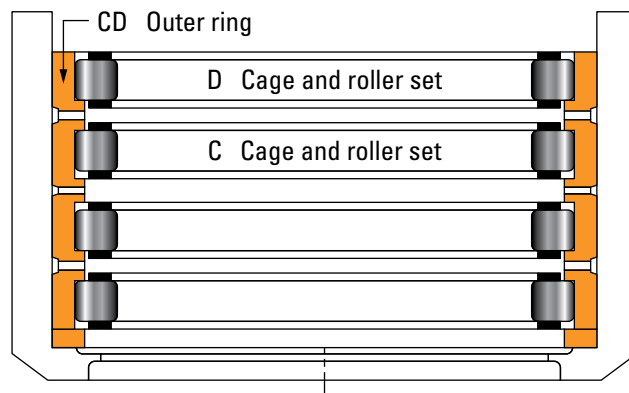 CD Outer ring
D Cage and roller set
C Cage and roller set